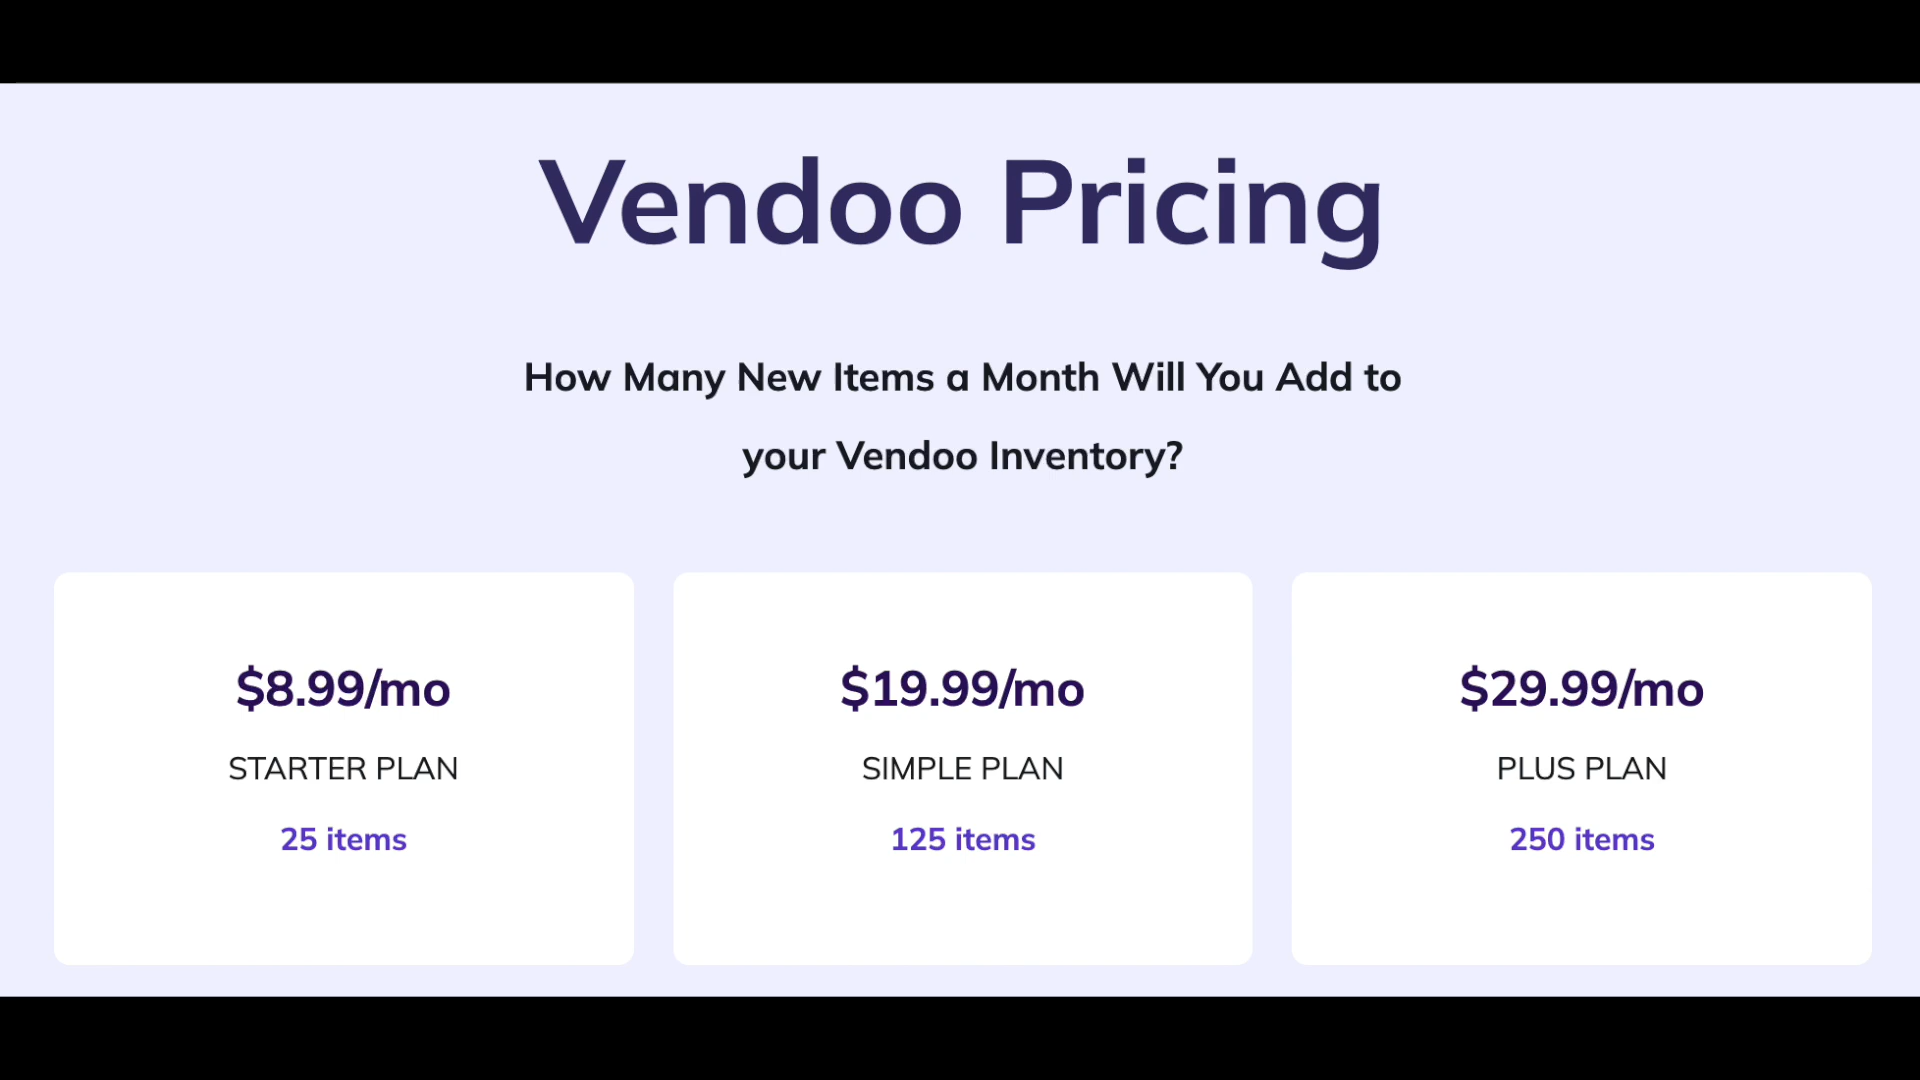 Vendoo Pricing
How Many New Items a Month Will You Add to
your Vendoo Inventory?
$8.99/mo
STARTER PLAN
25 items
$19.99/mo
SIMPLE PLAN
125 items
$29.99/mo
PLUS PLAN
250 items